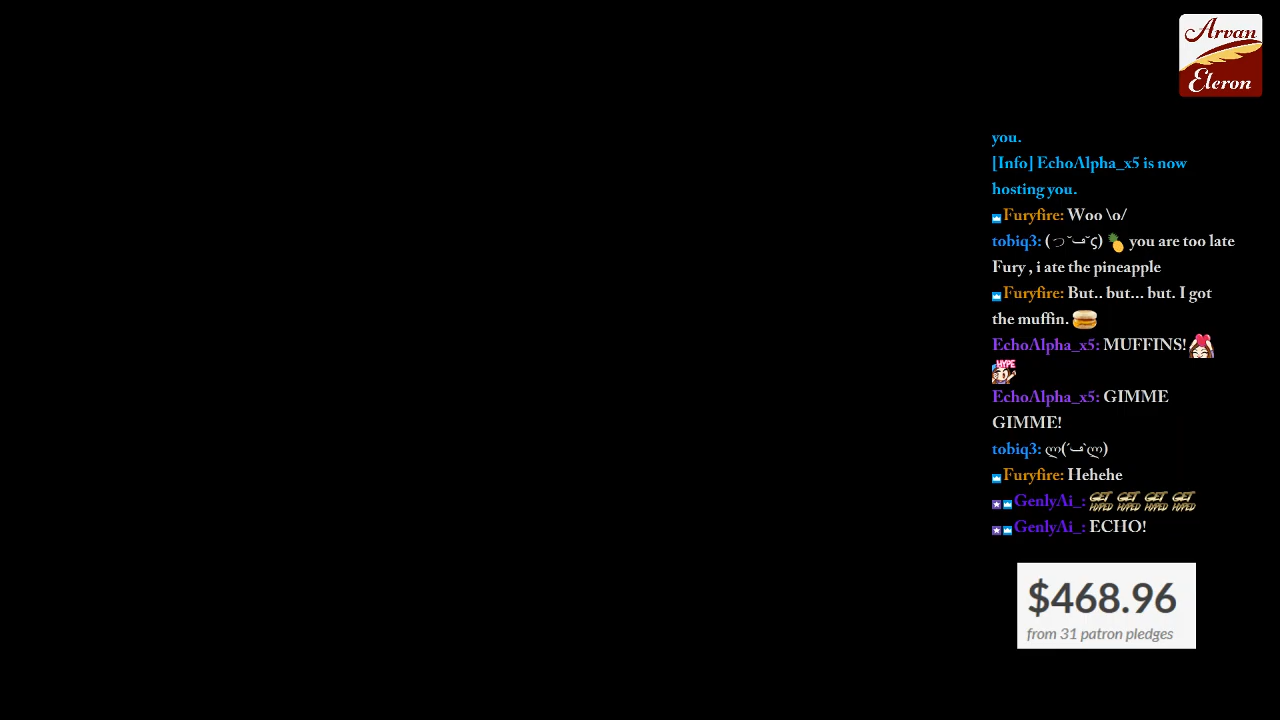 Arvan
Eleron
you.
[Info] EchoAlpha_x5 is now
hosting you.
Furyfire: Woo \o/
tobiq3: (っ˘ڡ˘ς) 🍍 you are too late
Fury , i ate the pineapple
Furyfire: But.. but... but. I got
the muffin.
EchoAlpha_x5: MUFFINS!
HYPE
EchoAlpha_x5: GIMME
GIMME!
tobiq3: ლ(´ڡ`ლ)
Furyfire: Hehehe
GenlyAi_: GET HYPED GET HYPED GET HYPED GET HYPED
GenlyAi_: ECHO!
$468.96
from 31 patron pledges